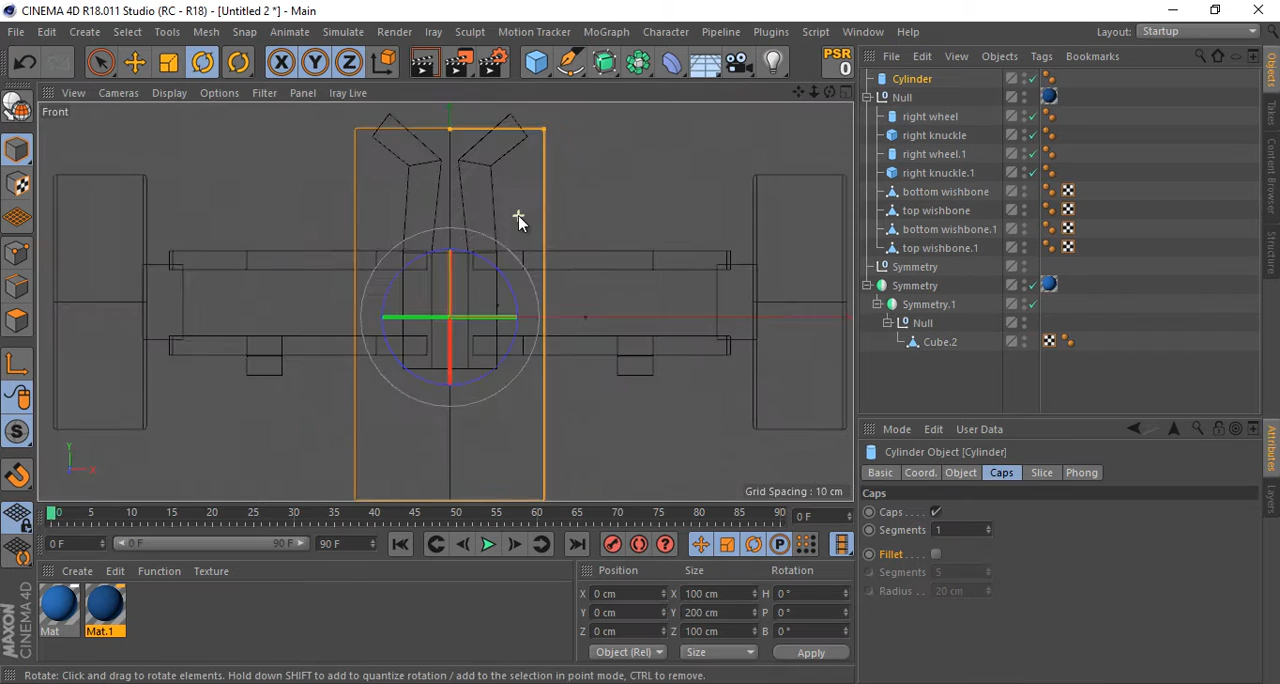 CINEMA 4D R18.011 Studio (RC - R18) - [Untitled 2 *] - Main
File Edit Create Select Tools Mesh Snap Animate Simulate Render Iray Sculpt Motion Tracker MoGraph Character Pipeline Plugins Script Window Help Layout: Startup
X Y Z PSR
0
File Edit View Objects Tags Bookmarks
View Cameras Display Options Filter Panel Iray Live
Front
Cylinder
Null
right wheel
right knuckle
right wheel.1
right knuckle.1
bottom wishbone
top wishbone
bottom wishbone.1
top wishbone.1
Symmetry
Symmetry
Symmetry.1
Null
Cube.2
Objects
Takes
Content Browser
Structure
Y
X
Grid Spacing : 10 cm
Mode Edit User Data
Cylinder Object [Cylinder]
Basic Coord. Object Caps Slice Phong
Caps
Caps . . . .
Segments . 1
Fillet . . . .
Segments . 5
Radius . . 20 cm
Attributes
Layers
0 5 10 15 20 25 30 35 40 45 50 55 60 65 70 75 80 85 90 0 F
0 F 0 F 90 F 90 F
P
Create Edit Function Texture
Mat Mat.1
Position Size Rotation
X 0 cm X 100 cm H 0 °
Y 0 cm Y 200 cm P 0 °
Z 0 cm Z 100 cm B 0 °
Object (Rel) Size Apply
MAXON
CINEMA 4D
Rotate: Click and drag to rotate elements. Hold down SHIFT to add to quantize rotation / add to the selection in point mode, CTRL to remove.